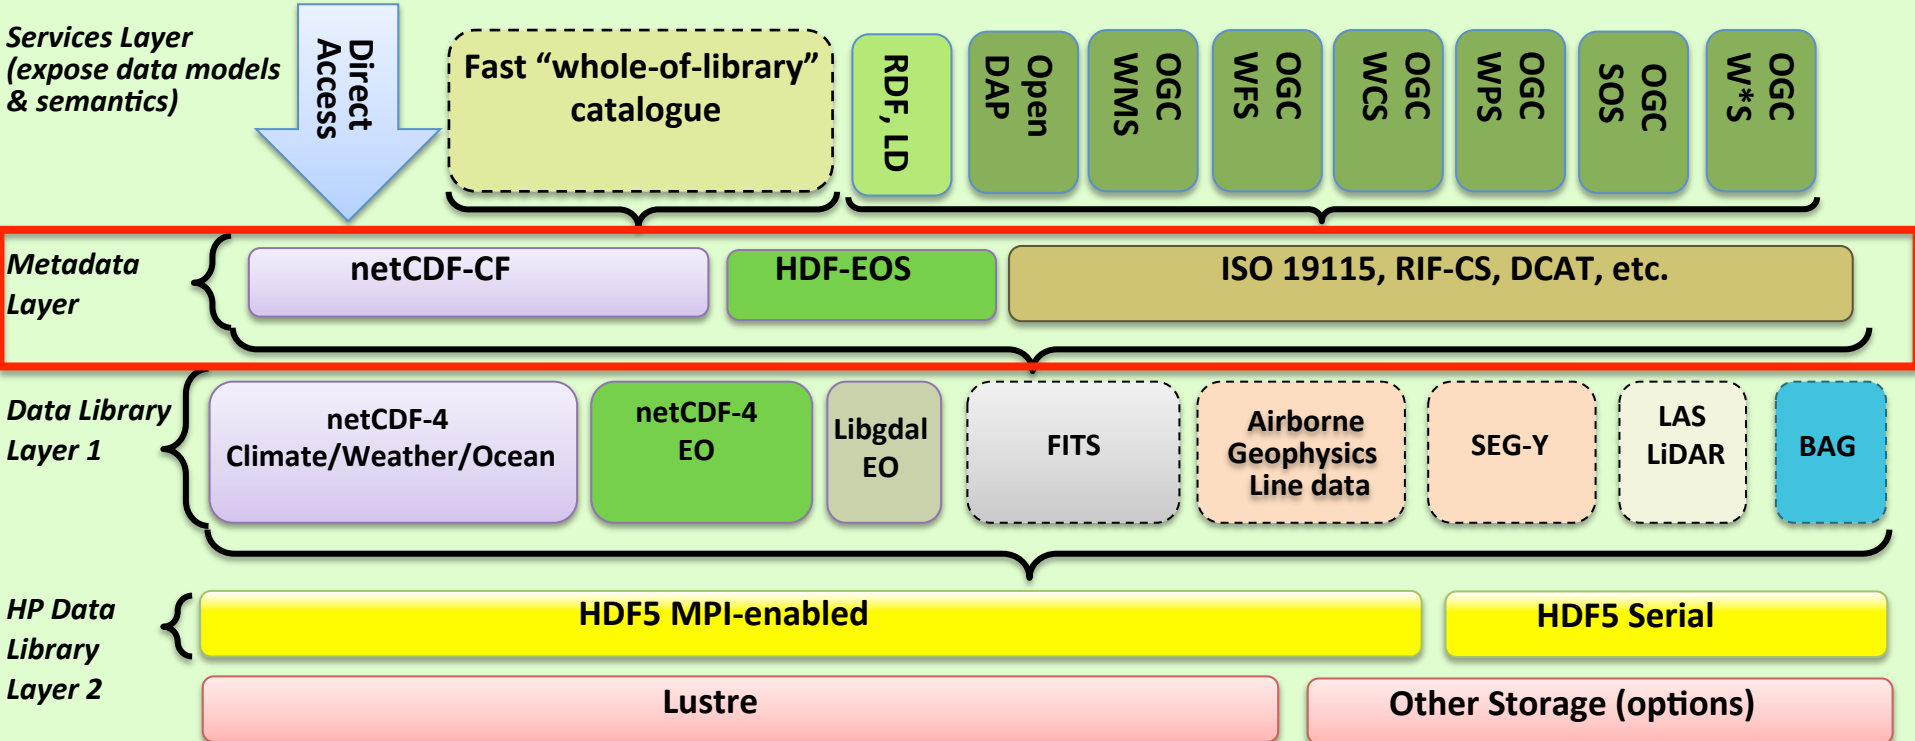 Services Layer
(expose data models
& semantics)
Direct
Access
Fast “whole-of-library”
catalogue
RDF, LD
Open
DAP
OGC
WMS
OGC
WFS
OGC
WCS
OGC
WPS
OGC
SOS
OGC
W*S
Metadata
Layer
netCDF-CF
HDF-EOS
ISO 19115, RIF-CS, DCAT, etc.
Data Library
Layer 1
netCDF-4
Climate/Weather/Ocean
netCDF-4
EO
Libgdal
EO
FITS
Airborne
Geophysics
Line data
SEG-Y
LAS
LiDAR
BAG
HP Data
Library
Layer 2
HDF5 MPI-enabled
HDF5 Serial
Lustre
Other Storage (options)